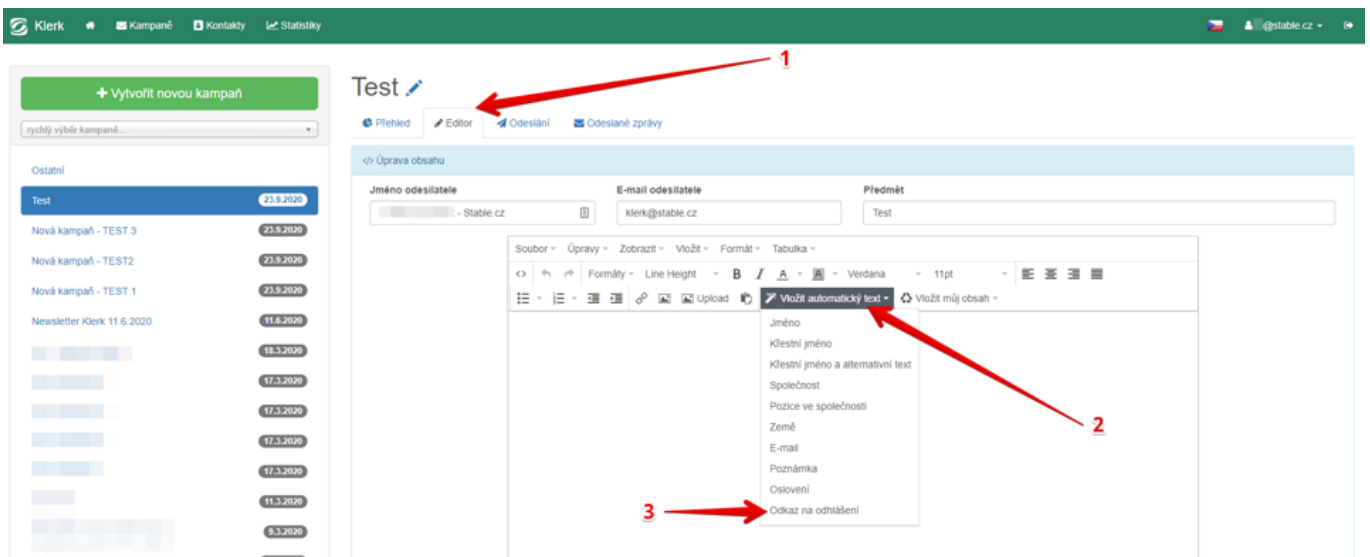 Klerk Kampaně Kontakty Statistiky @stable.cz
1
+ Vytvořit novou kampaň
rychlý výběr kampaně...
Ostatní
Test 23.9.2020
Nová kampaň - TEST 3 23.9.2020
Nová kampaň - TEST2 23.9.2020
Nová kampaň - TEST 1 23.9.2020
Newsletter Klerk 11.6.2020 11.6.2020
18.3.2020
17.3.2020
17.3.2020
17.3.2020
17.3.2020
11.3.2020
9.3.2020
Test
Přehled Editor Odeslání Odeslané zprávy
</> Úprava obsahu
Jméno odesilatele E-mail odesilatele Předmět
- Stable.cz klerk@stable.cz Test
Soubor Úpravy Zobrazit Vložit Formát Tabulka
<> Formáty Line Height B I A A Verdana 11pt
Upload Vložit automatický text Vložit můj obsah
Jméno
Křestní jméno
Křestní jméno a alternativní text
Společnost
Pozice ve společnosti
Země
2
E-mail
Poznámka
Oslovení
3 Odkaz na odhlášení